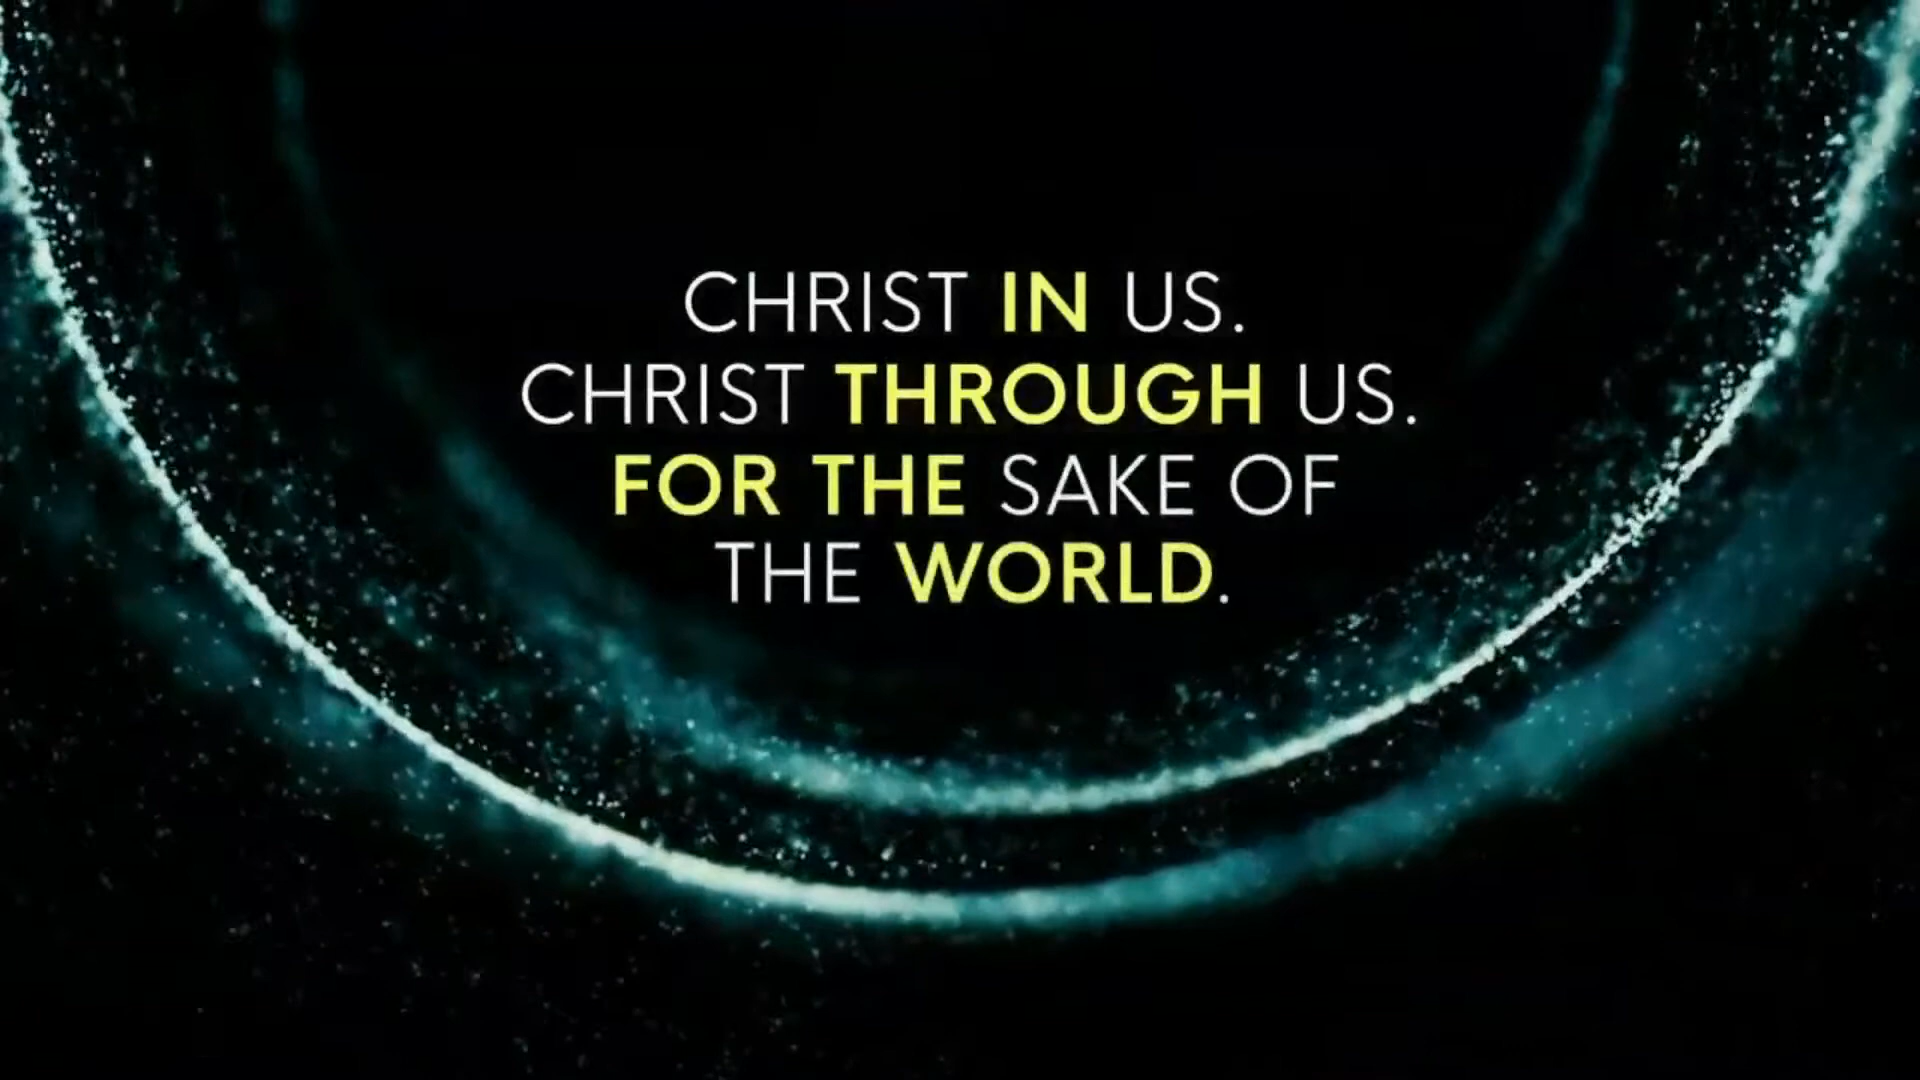 CHRIST IN US.
CHRIST THROUGH US.
FOR THE SAKE OF
THE WORLD.